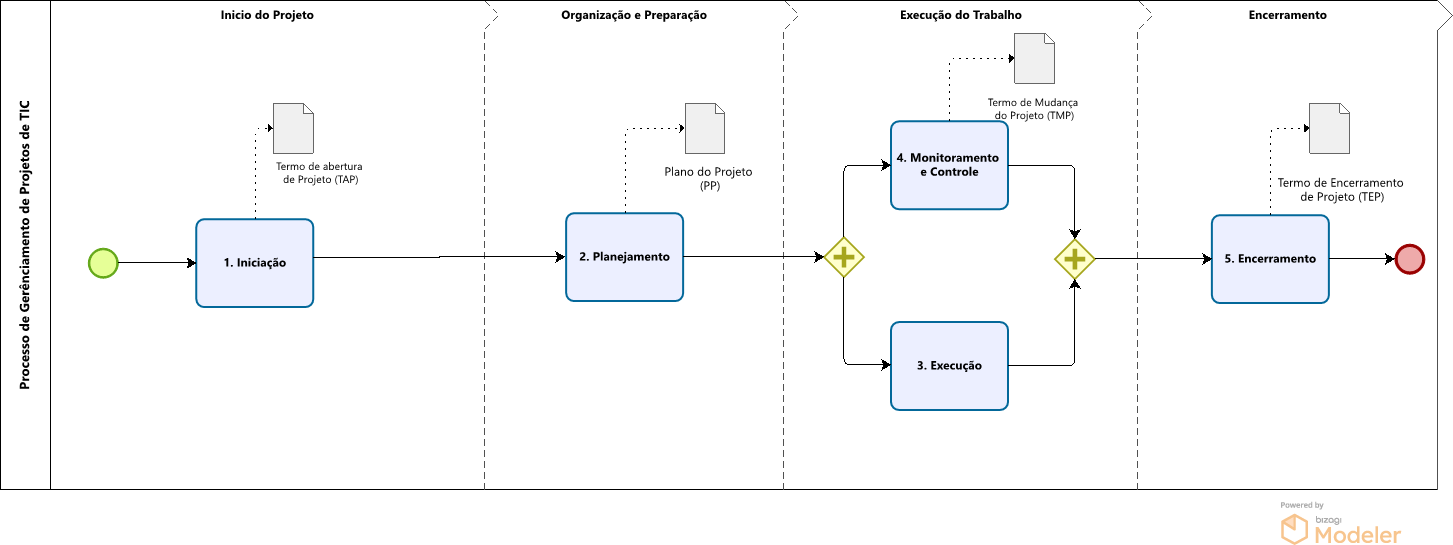 Processo de Gerênciamento de Projetos de TIC
Inicio do Projeto
Organização e Preparação
Execução do Trabalho
Encerramento
Termo de abertura
de Projeto (TAP)
1. Iniciação
Plano do Projeto
(PP)
2. Planejamento
Termo de Mudança
do Projeto (TMP)
4. Monitoramento
e Controle
3. Execução
Termo de Encerramento
de Projeto (TEP)
5. Encerramento
Powered by
bizagi
Modeler